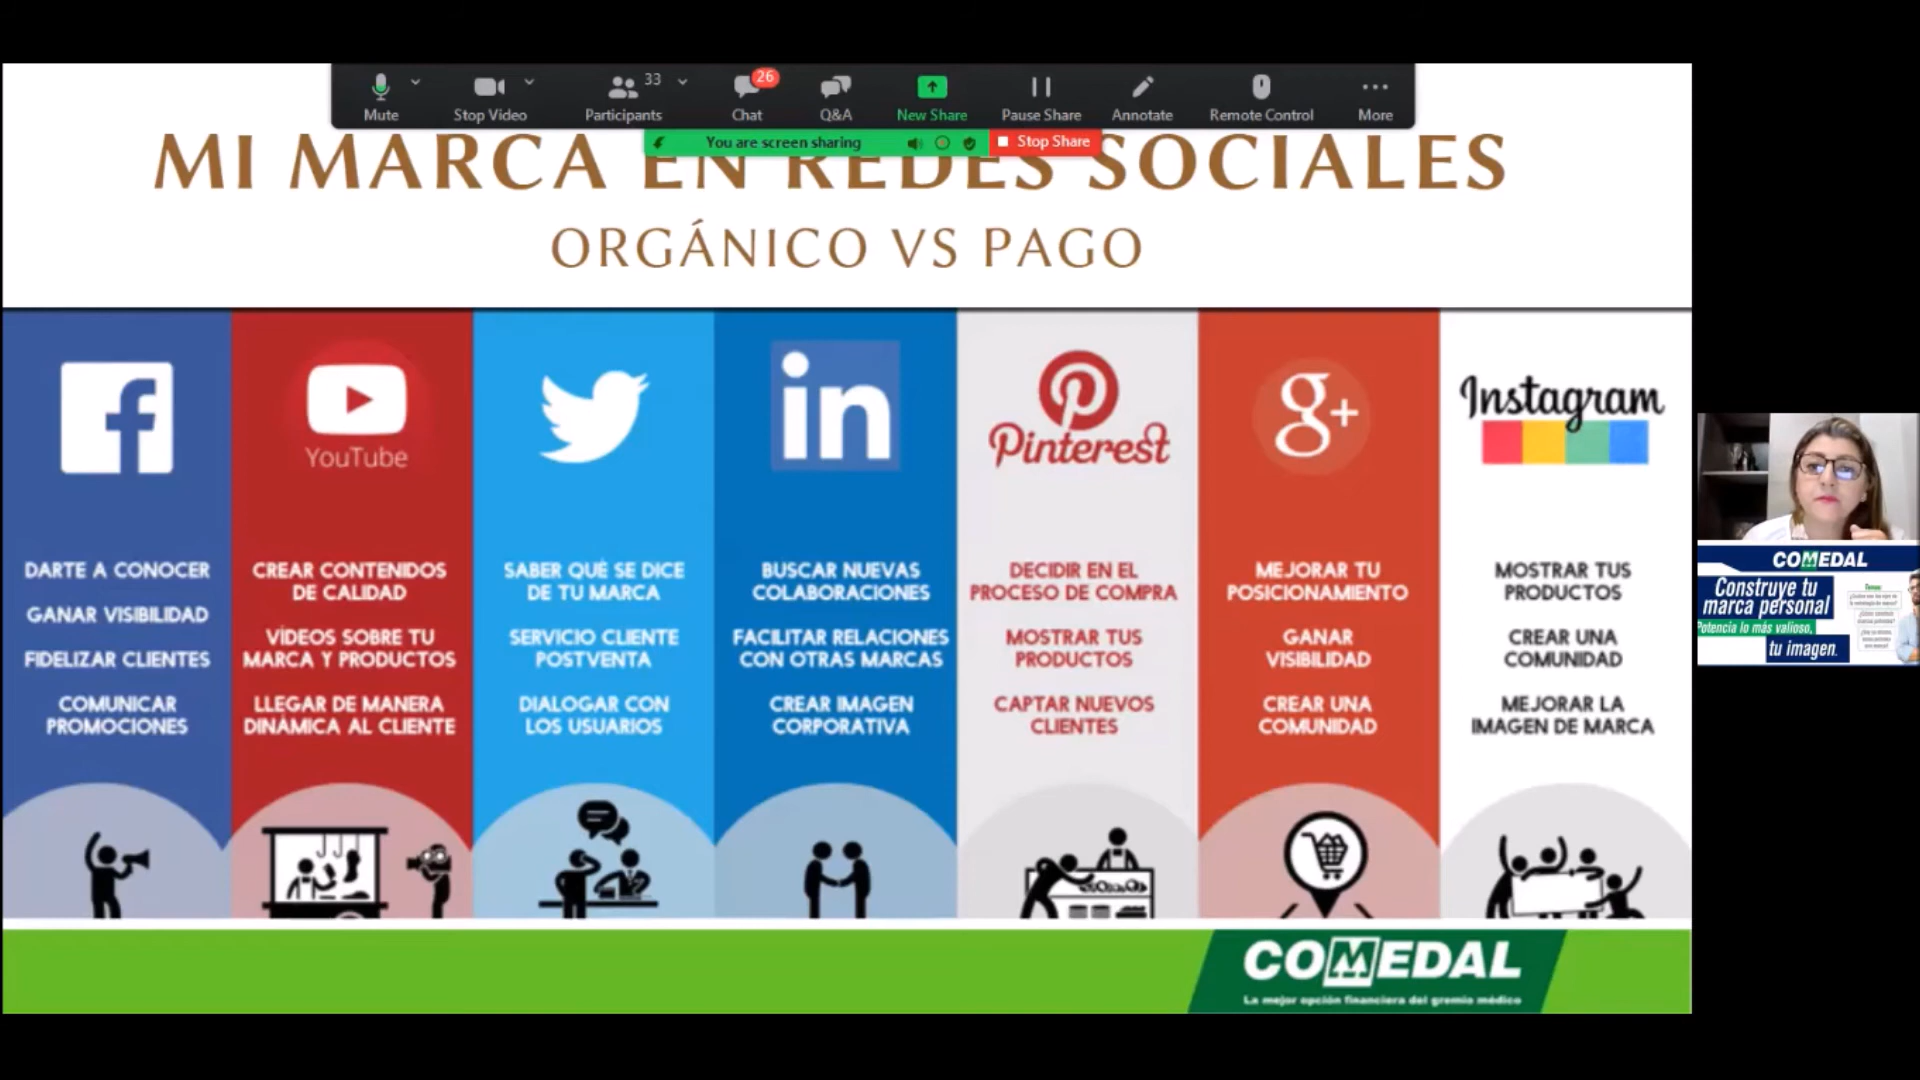 33
26
Mute
Stop Video
Participants
Chat
Q&A
New Share
Pause Share
Annotate
Remote Control
More
You are screen sharing
Stop Share
MI MARCA EN REDES SOCIALES
ORGÁNICO VS PAGO
f
YouTube
in
Pinterest
g+
Instagram
DARTE A CONOCER
GANAR VISIBILIDAD
FIDELIZAR CLIENTES
COMUNICAR
PROMOCIONES
CREAR CONTENIDOS
DE CALIDAD
VÍDEOS SOBRE TU
MARCA Y PRODUCTOS
LLEGAR DE MANERA
DINÁMICA AL CLIENTE
SABER QUÉ SE DICE
DE TU MARCA
SERVICIO CLIENTE
POSTVENTA
DIALOGAR CON
LOS USUARIOS
BUSCAR NUEVAS
COLABORACIONES
FACILITAR RELACIONES
CON OTRAS MARCAS
CREAR IMAGEN
CORPORATIVA
DECIDIR EN EL
PROCESO DE COMPRA
MOSTRAR TUS
PRODUCTOS
CAPTAR NUEVOS
CLIENTES
MEJORAR TU
POSICIONAMIENTO
GANAR
VISIBILIDAD
CREAR UNA
COMUNIDAD
MOSTRAR TUS
PRODUCTOS
CREAR UNA
COMUNIDAD
MEJORAR LA
IMAGEN DE MARCA
COMEDAL
La mejor opción financiera del gremio médico
COMEDAL
Construye tu
marca personal
Potencia lo más valioso,
tu imagen.
Temas: